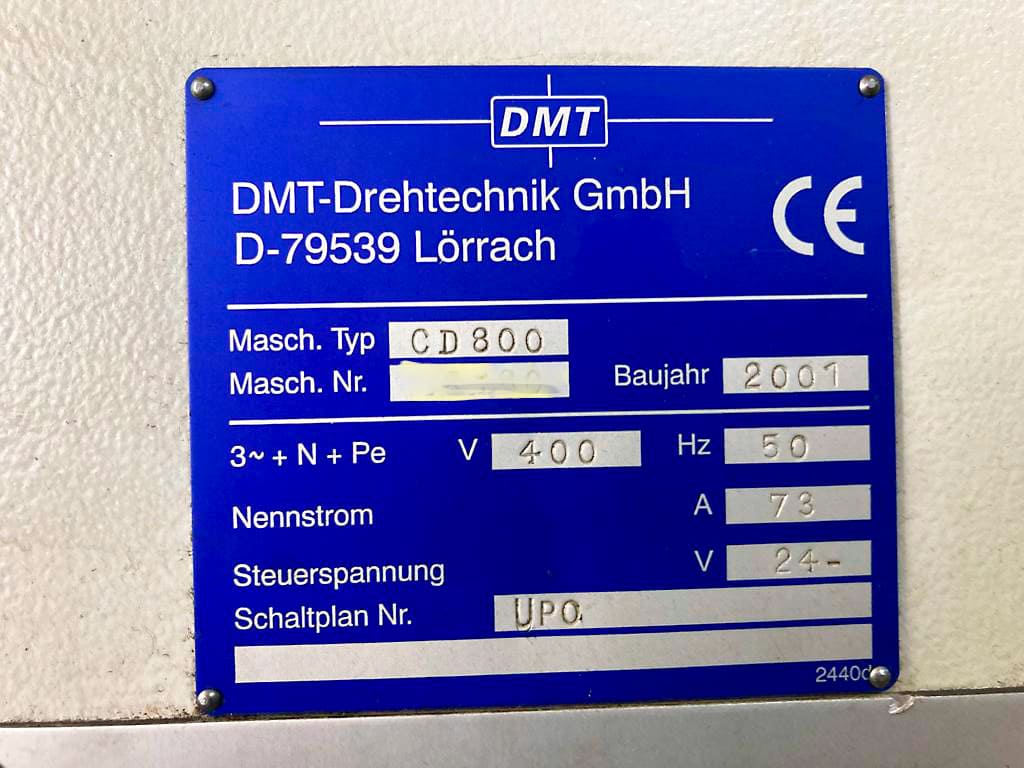 DMT
DMT-Drehtechnik GmbH
D-79539 Lörrach
CE
Masch. Typ CD800
Masch. Nr. Baujahr 2001
3~ + N + Pe V 400 Hz 50
Nennstrom A 73
Steuerspannung V 24-
Schaltplan Nr. UPO